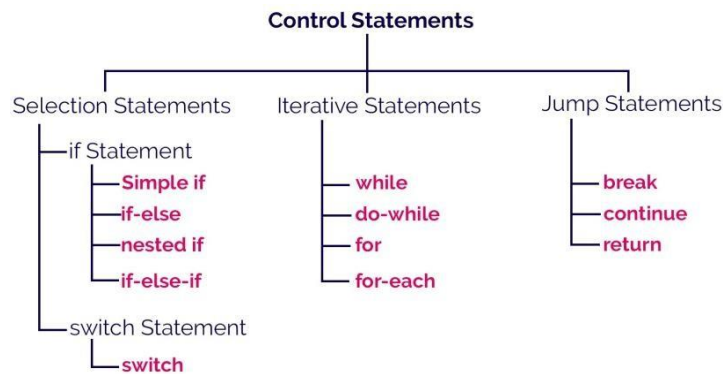 Control Statements
Selection Statements
if Statement
Simple if
if-else
nested if
if-else-if
switch Statement
switch
Iterative Statements
while
do-while
for
for-each
Jump Statements
break
continue
return